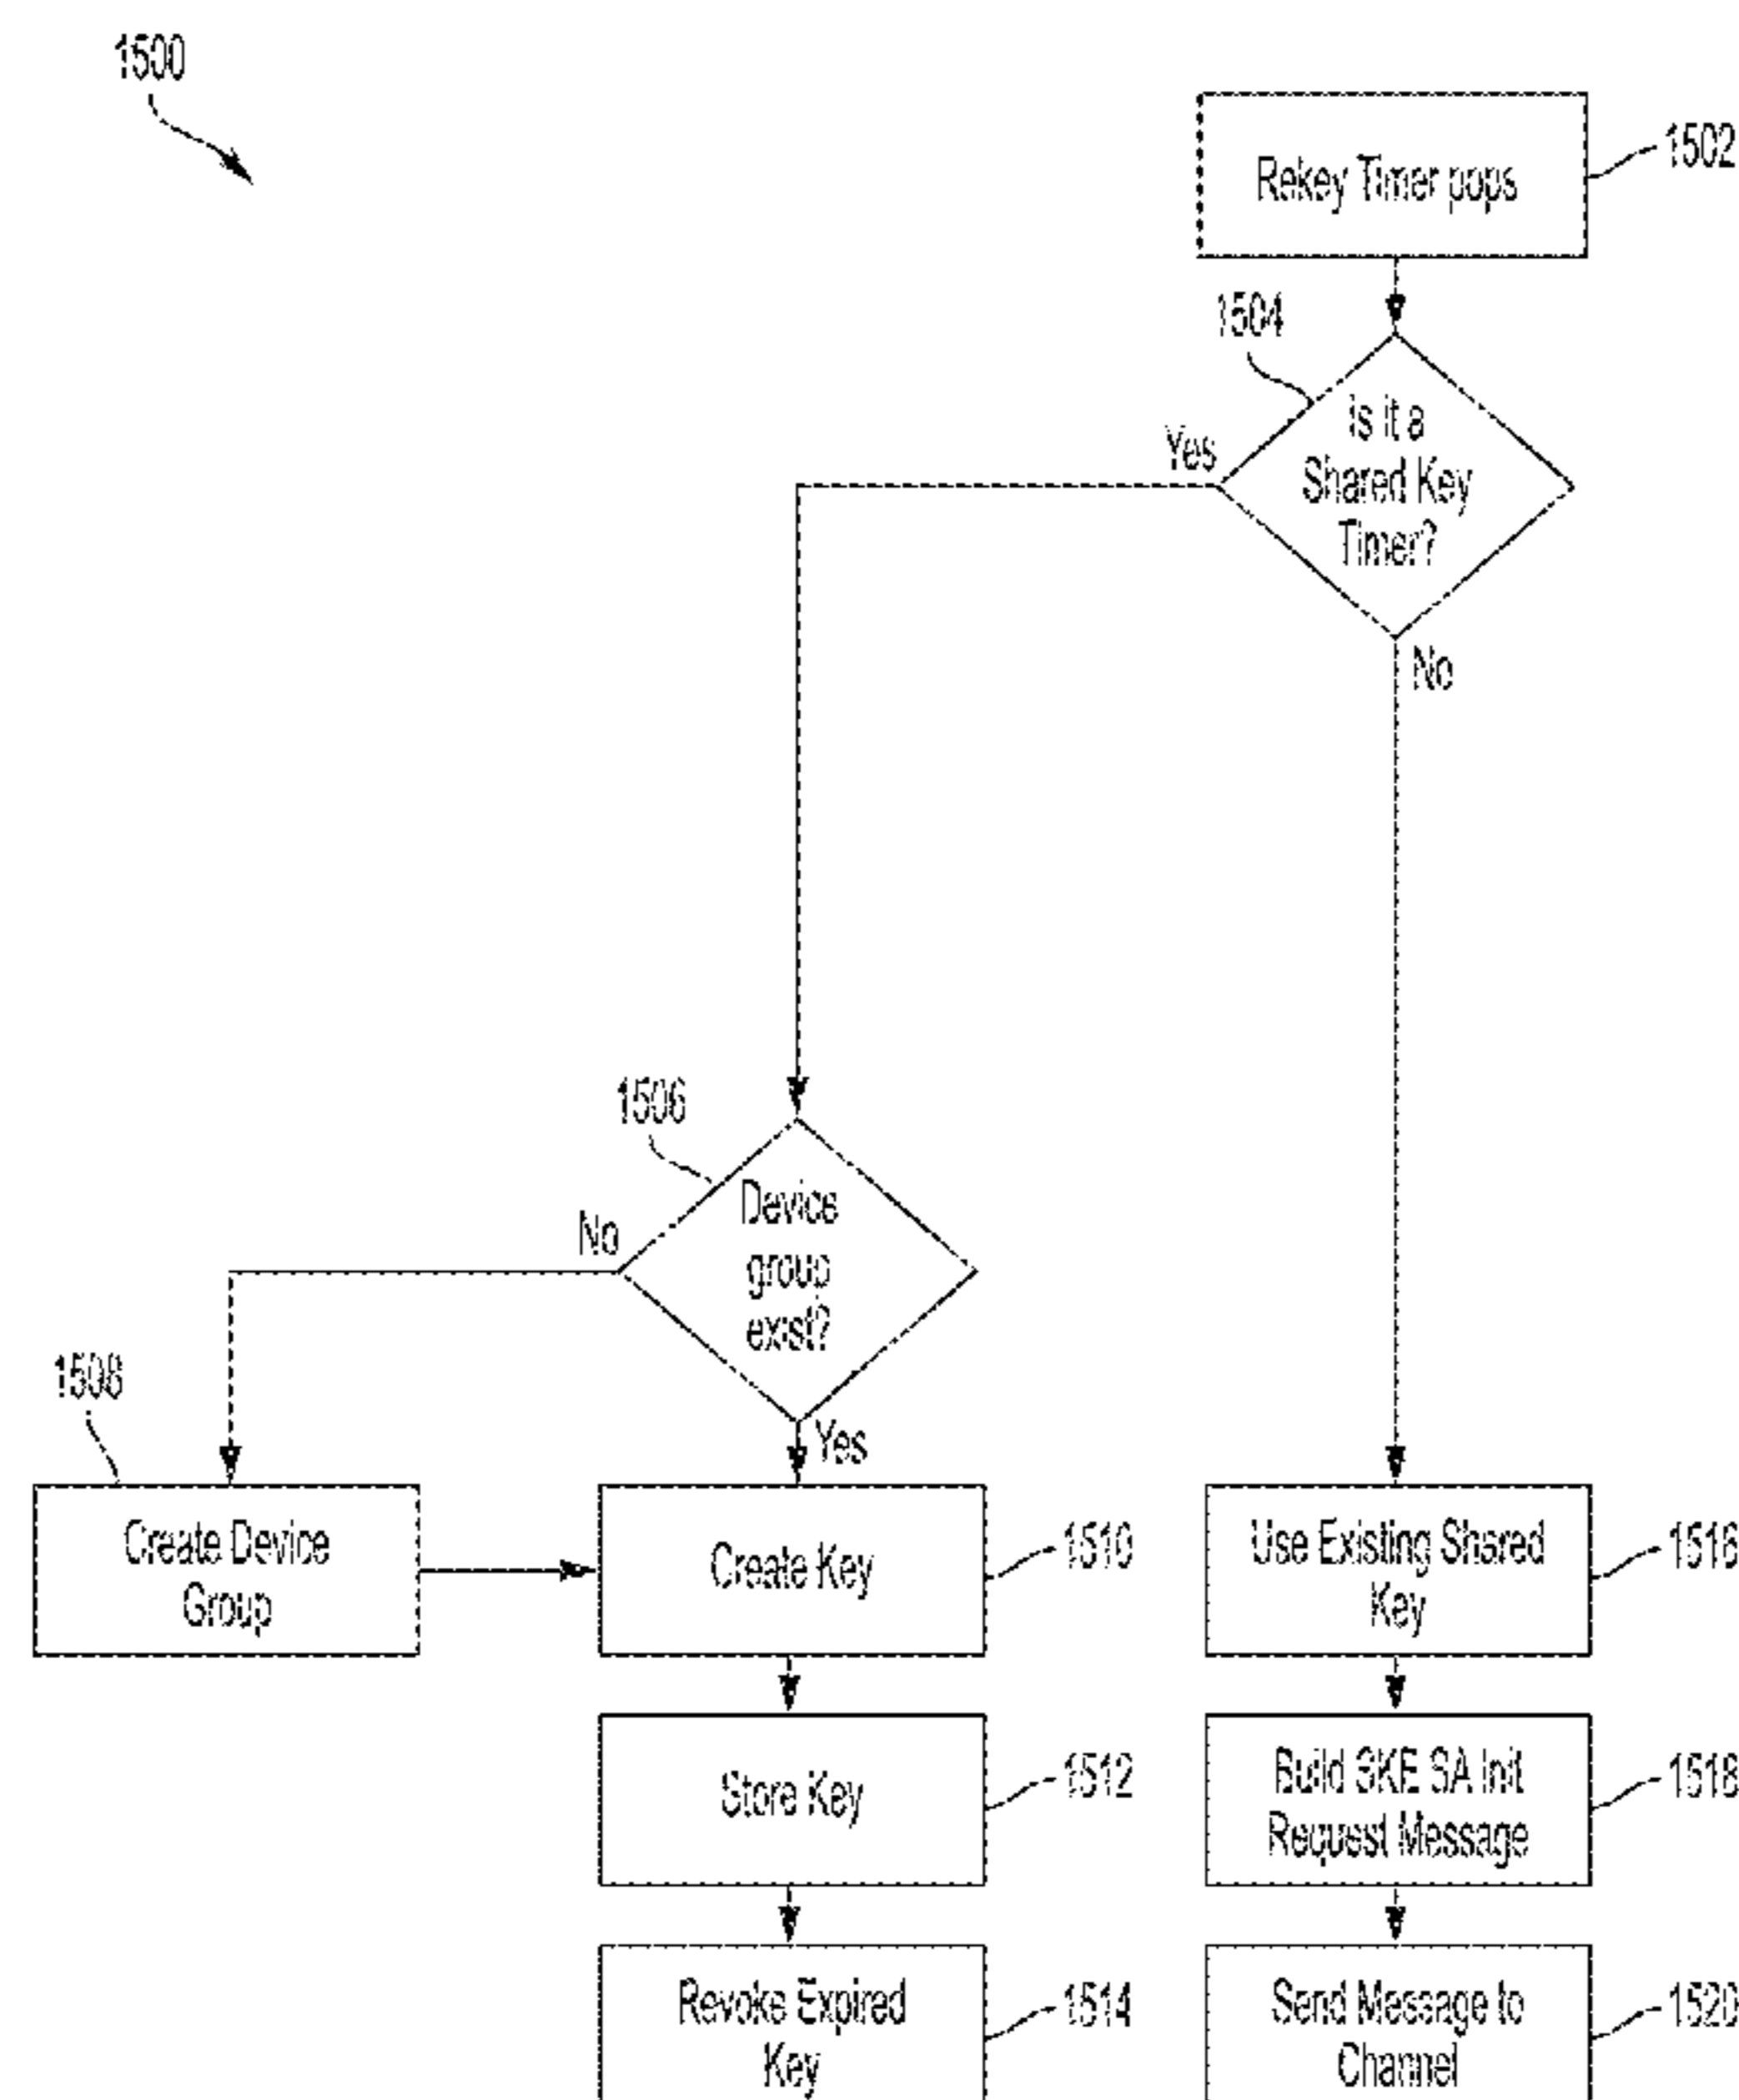 1500
Rekey Timer pops
1502
1504
Is it a
Shared Key
Timer?
Yes
No
1506
Device
group
exist?
No
Yes
1508
Create Device
Group
Create Key
1510
Use Existing Shared
Key
1516
Store Key
1512
Build SKE SA Init
Request Message
1518
Revoke Expired
Key
1514
Send Message to
Channel
1520